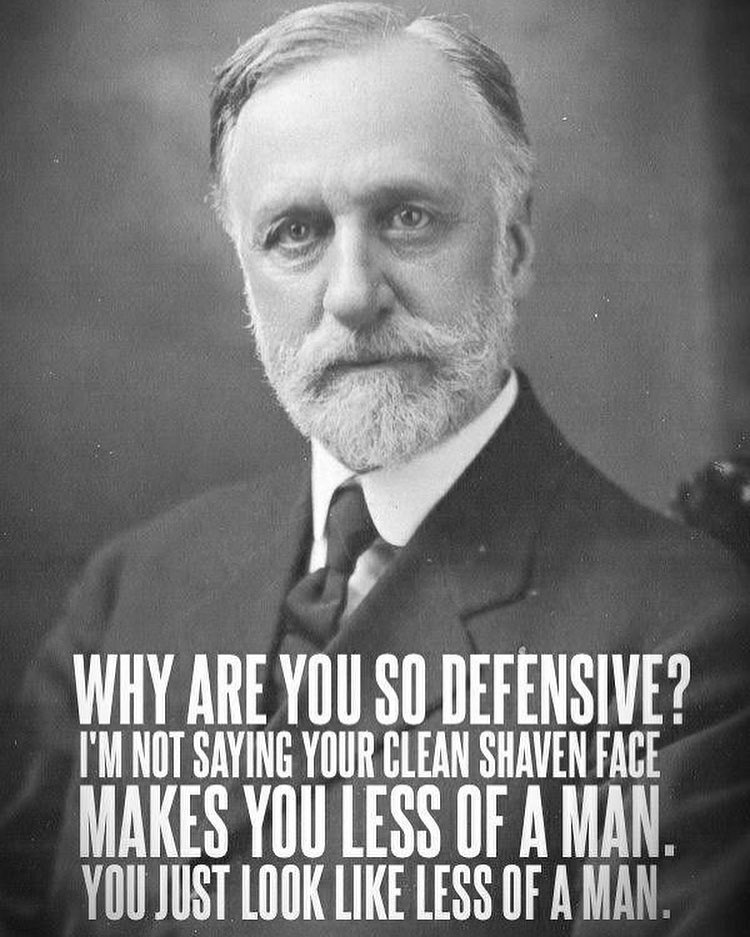 WHY ARE YOU SO DEFENSIVE?
I'M NOT SAYING YOUR CLEAN SHAVEN FACE
MAKES YOU LESS OF A MAN.
YOU JUST LOOK LIKE LESS OF A MAN.